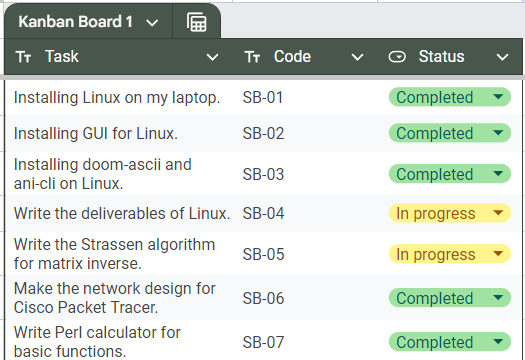 Kanban Board 1
Task Code Status
Installing Linux on my laptop. SB-01 Completed
Installing GUI for Linux. SB-02 Completed
Installing doom-ascii and
ani-cli on Linux. SB-03 Completed
Write the deliverables of Linux. SB-04 In progress
Write the Strassen algorithm
for matrix inverse. SB-05 In progress
Make the network design for
Cisco Packet Tracer. SB-06 Completed
Write Perl calculator for
basic functions. SB-07 Completed